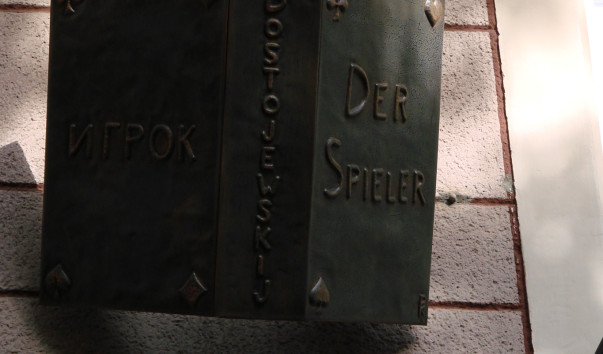 ИГРОК
DOSTOJEWSKIJ
DER
SPIELER